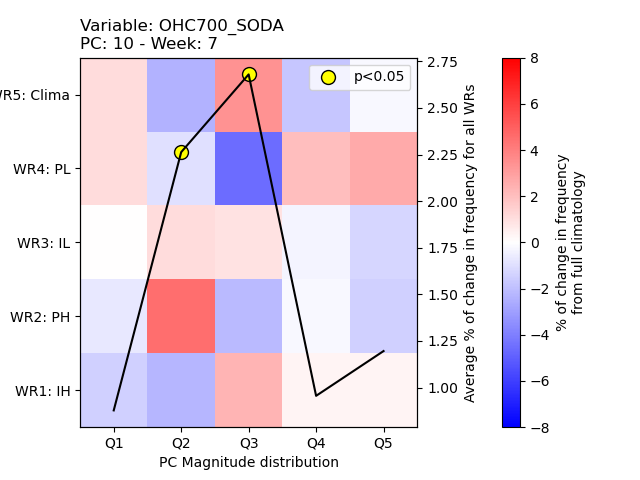 Variable: OHC700_SODA
PC: 10 - Week: 7
WR5: Clima
WR4: PL
WR3: IL
WR2: PH
WR1: IH
p<0.05
Q1 Q2 Q3 Q4 Q5
PC Magnitude distribution
2.75
2.50
2.25
2.00
1.75
1.50
1.25
1.00
Average % of change in frequency for all WRs
8
6
4
2
0
−2
−4
−6
−8
% of change in frequency
from full climatology